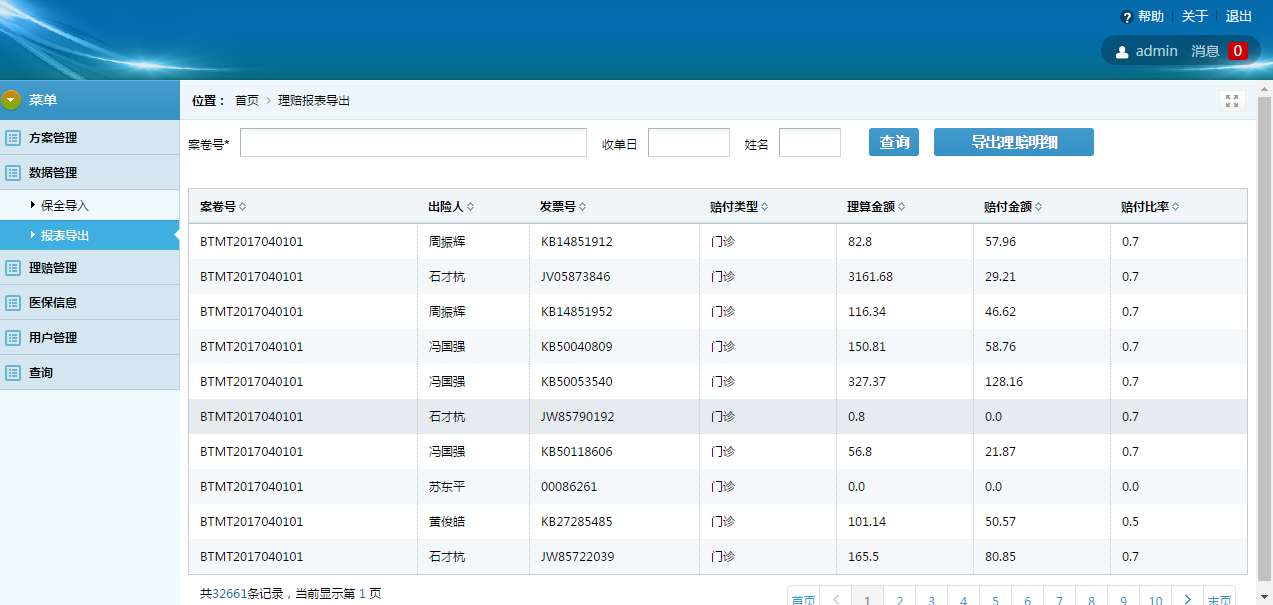 帮助 关于 退出
admin 消息 0
菜单
位置： 首页 > 理赔报表导出
方案管理
数据管理
保全导入
报表导出
理赔管理
医保信息
用户管理
查询
案卷号* 收单日 姓名 查询 导出理赔明细
案卷号 出险人 发票号 赔付类型 理算金额 赔付金额 赔付比率
BTMT2017040101 周振辉 KB14851912 门诊 82.8 57.96 0.7
BTMT2017040101 石才杭 JV05873846 门诊 3161.68 29.21 0.7
BTMT2017040101 周振辉 KB14851952 门诊 116.34 46.62 0.7
BTMT2017040101 冯国强 KB50040809 门诊 150.81 58.76 0.7
BTMT2017040101 冯国强 KB50053540 门诊 327.37 128.16 0.7
BTMT2017040101 石才杭 JW85790192 门诊 0.8 0.0 0.7
BTMT2017040101 冯国强 KB50118606 门诊 56.8 21.87 0.7
BTMT2017040101 苏东平 00086261 门诊 0.0 0.0 0.0
BTMT2017040101 董俊皓 KB27285485 门诊 101.14 50.57 0.5
BTMT2017040101 石才杭 JW85722039 门诊 165.5 80.85 0.7
共32661条记录，当前显示第 1 页
首页 < 1 2 3 4 5 6 7 8 9 10 > 末页